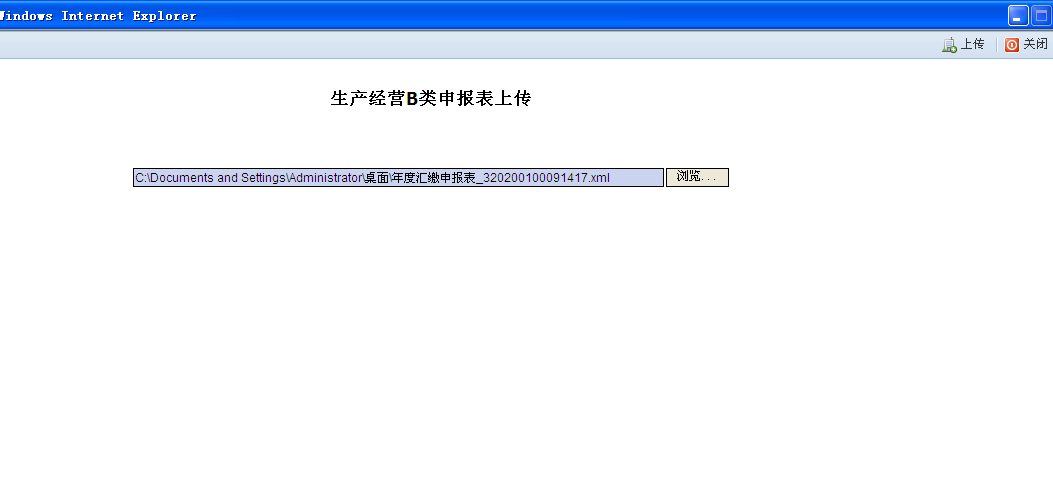 Windows Internet Explorer
上传 关闭
生产经营B类申报表上传
C:\Documents and Settings\Administrator\桌面\年度汇缴申报表_320200100091417.xml 浏览...